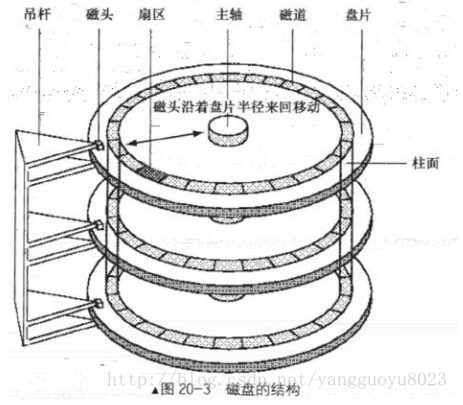 吊杆 磁头 扇区 主轴 磁道 盘片
磁头沿着盘片半径来回移动
柱面
http://blog.csdn.net/yangguoyu8023
▲图 20-3 磁盘的结构